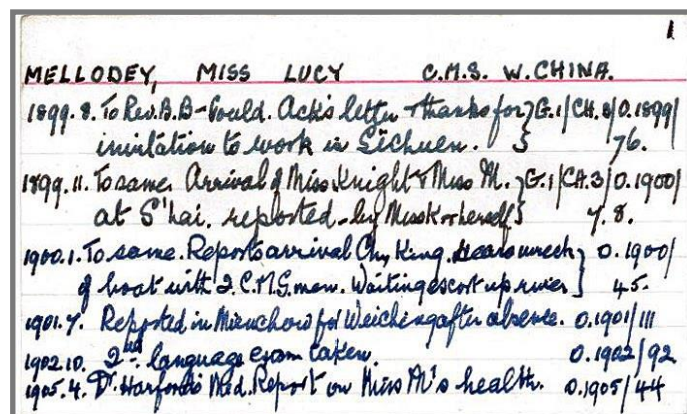 1
MELLODEY, MISS LUCY C.M.S. W.CHINA.
1899.8. To Rev. B.B-Gould. Acks letter + thanks for } G.1/CH.3/0.1899/
invitation to work in Szchuen. } 76.
1899.11. To same Arrival of Miss Knight + Miss M. } G.1/CH.3/0.1900/
at S'hai. reported - by Miss K + herself } 7.8.
1900.1. To same. Reports arrival King. Hears wreck } 0.1900/
of boat with 2 C.M.S. men. Waiting escort up river } 45.
1901.7. Reported in Mienchow for after absence. 0.1901/111
1902.10. 2nd language exam taken. 0.1902/92
1905.4. Dr. Harford's Med. Report on Miss M's health. 0.1905/44